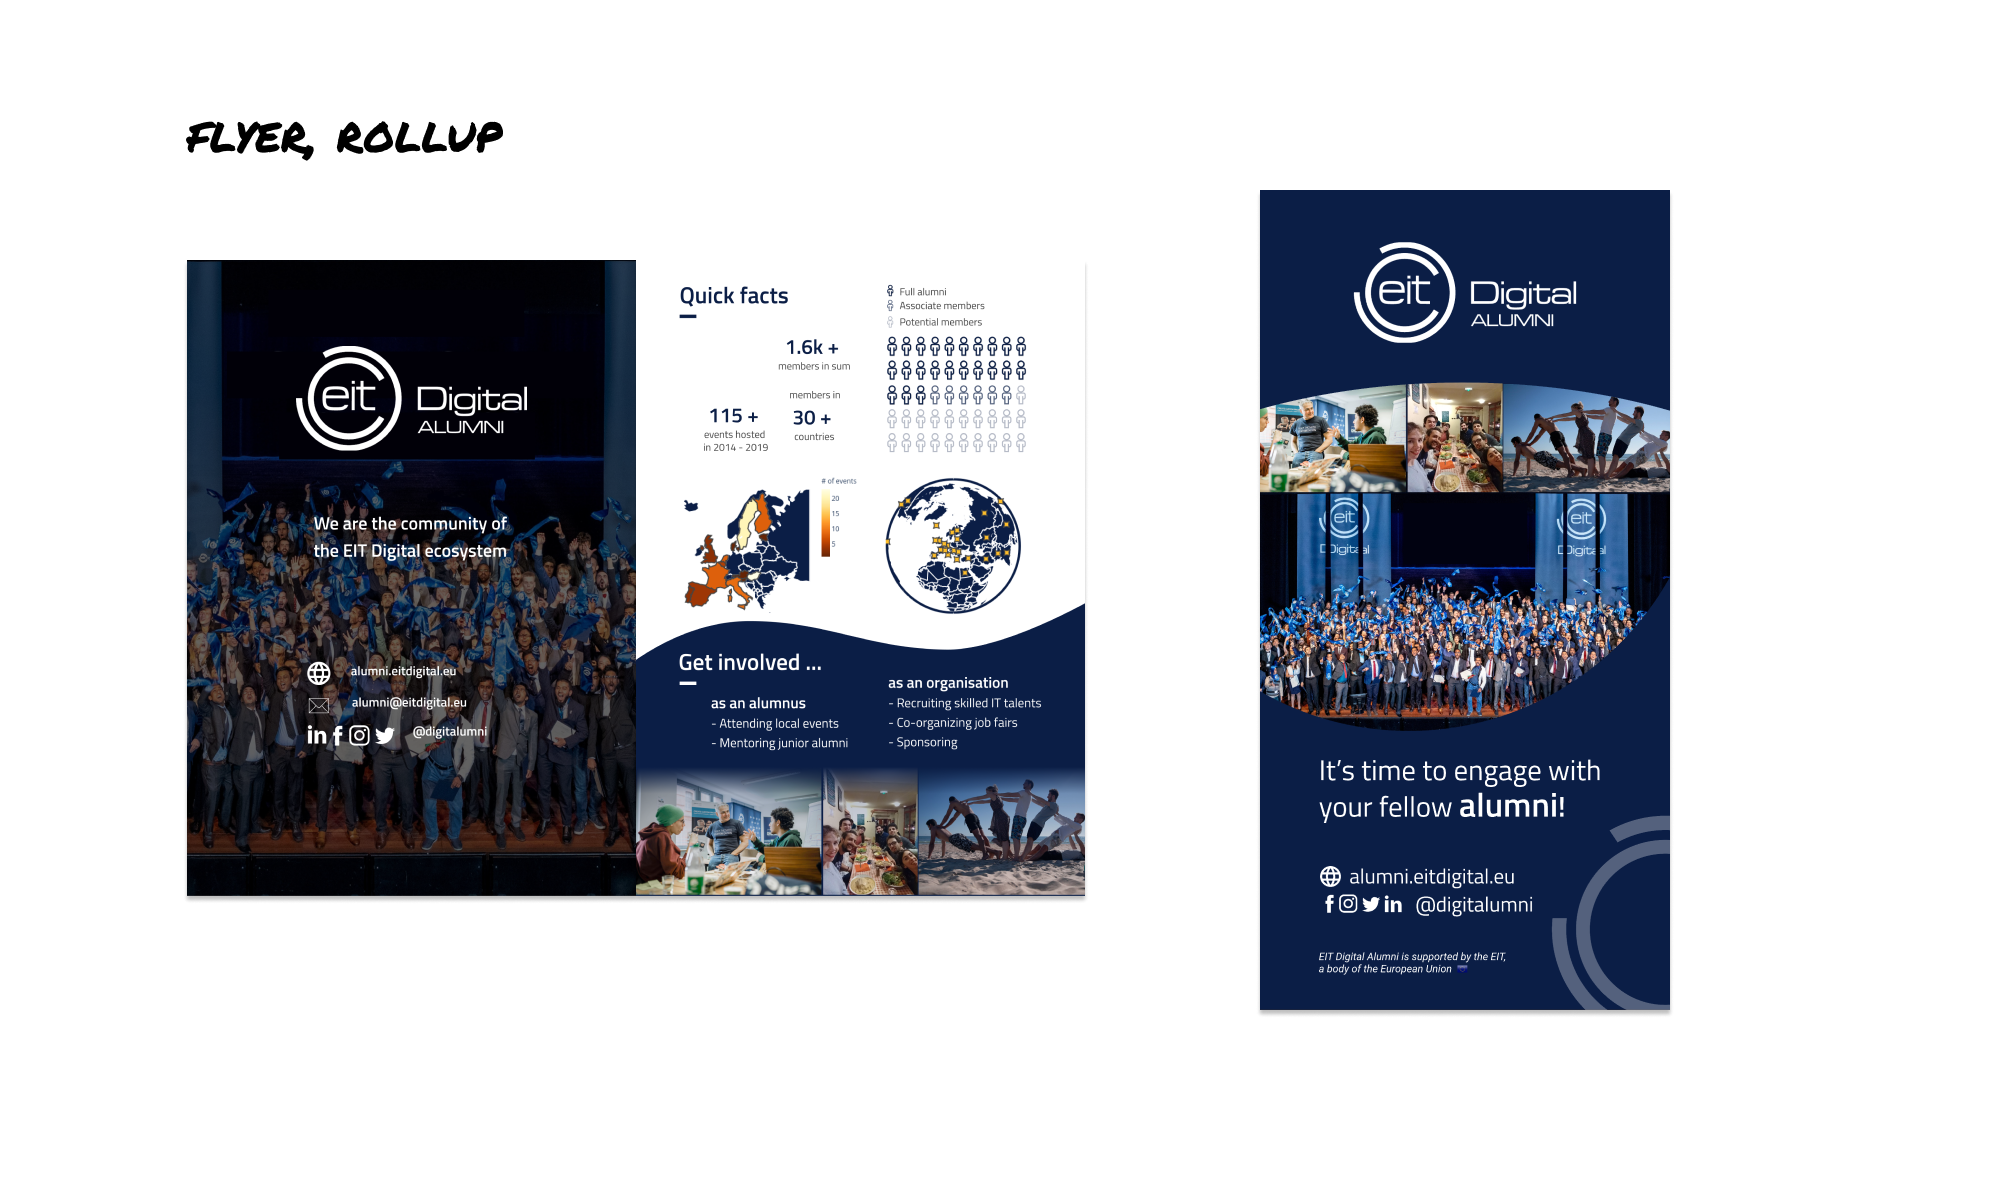 FLYER, ROLLUP
eit Digital
ALUMNI
We are the community of
the EIT Digital ecosystem
alumni.eitdigital.eu
alumni@eitdigital.eu
in f @digitalumni
Quick facts
1.6k +
members in sum
115 +
events hosted
in 2014 - 2019
members in
30 +
countries
Full alumni
Associate members
Potential members
# of events
20
15
10
5
Get involved ...
as an alumnus
- Attending local events
- Mentoring junior alumni
as an organisation
- Recruiting skilled IT talents
- Co-organizing job fairs
- Sponsoring
eit Digital
ALUMNI
eit
Digital
eit
Digital
It's time to engage with
your fellow alumni!
alumni.eitdigital.eu
f in @digitalumni
EIT Digital Alumni is supported by the EIT,
a body of the European Union